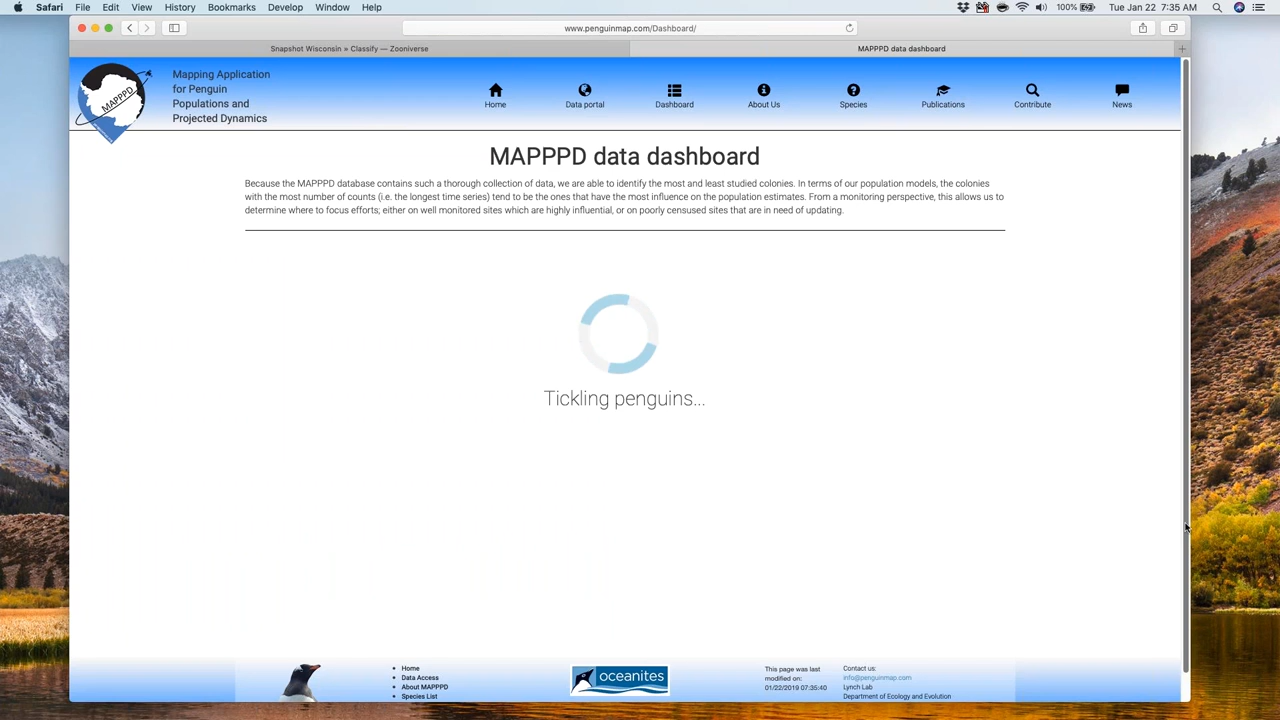 Safari File Edit View History Bookmarks Develop Window Help 100% Tue Jan 22 7:35 AM
www.penguinmap.com/Dashboard/
Snapshot Wisconsin » Classify — Zooniverse MAPPPD data dashboard
MAPPPD
Mapping Application
for Penguin
Populations and
Projected Dynamics
Home Data portal Dashboard About Us Species Publications Contribute News
MAPPPD data dashboard
Because the MAPPPD database contains such a thorough collection of data, we are able to identify the most and least studied colonies. In terms of our population models, the colonies
with the most number of counts (i.e. the longest time series) tend to be the ones that have the most influence on the population estimates. From a monitoring perspective, this allows us to
determine where to focus efforts; either on well monitored sites which are highly influential, or on poorly censused sites that are in need of updating.
Tickling penguins...
Home
Data Access
About MAPPPD
Species List
oceanites
This page was last
modified on:
01/22/2019 07:35:40
Contact us:
info@penguinmap.com
Lynch Lab
Department of Ecology and Evolution